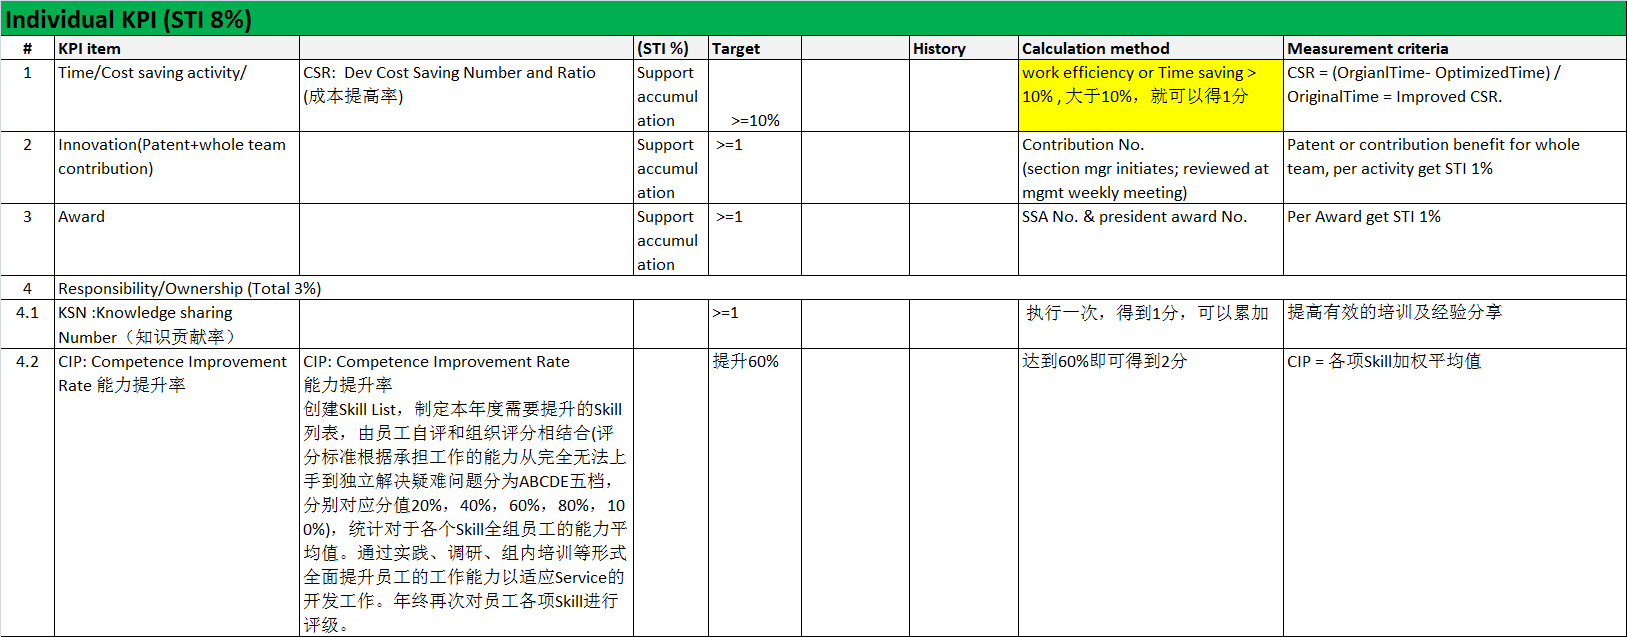 Individual KPI (STI 8%)
# KPI item (STI %) Target History Calculation method Measurement criteria
1
Time/Cost saving activity/
CSR: Dev Cost Saving Number and Ratio
(成本提高率)
Support
accumul
ation
>=10%
work efficiency or Time saving >
10% , 大于10%，就可以得1分
CSR = (OrgianlTime- OptimizedTime) /
OriginalTime = Improved CSR.
2
Innovation(Patent+whole team
contribution)
Support
accumul
ation
>=1
Contribution No.
(section mgr initiates; reviewed at
mgmt weekly meeting)
Patent or contribution benefit for whole
team, per activity get STI 1%
3
Award
Support
accumul
ation
>=1
SSA No. & president award No.
Per Award get STI 1%
4
Responsibility/Ownership (Total 3%)
4.1
KSN :Knowledge sharing
Number（知识贡献率）
>=1
执行一次，得到1分，可以累加
提高有效的培训及经验分享
4.2
CIP: Competence Improvement
Rate 能力提升率
CIP: Competence Improvement Rate
能力提升率
创建Skill List，制定本年度需要提升的Skill
列表，由员工自评和组织评分相结合(评
分标准根据承担工作的能力从完全无法上
手到独立解决疑难问题分为ABCDE五档，
分别对应分值20%，40%，60%，80%，10
0%)，统计对于各个Skill全组员工的能力平
均值。通过实践、调研、组内培训等形式
全面提升员工的工作能力以适应Service的
开发工作。年终再次对员工各项Skill进行
评级。
提升60%
达到60%即可得到2分
CIP = 各项Skill加权平均值